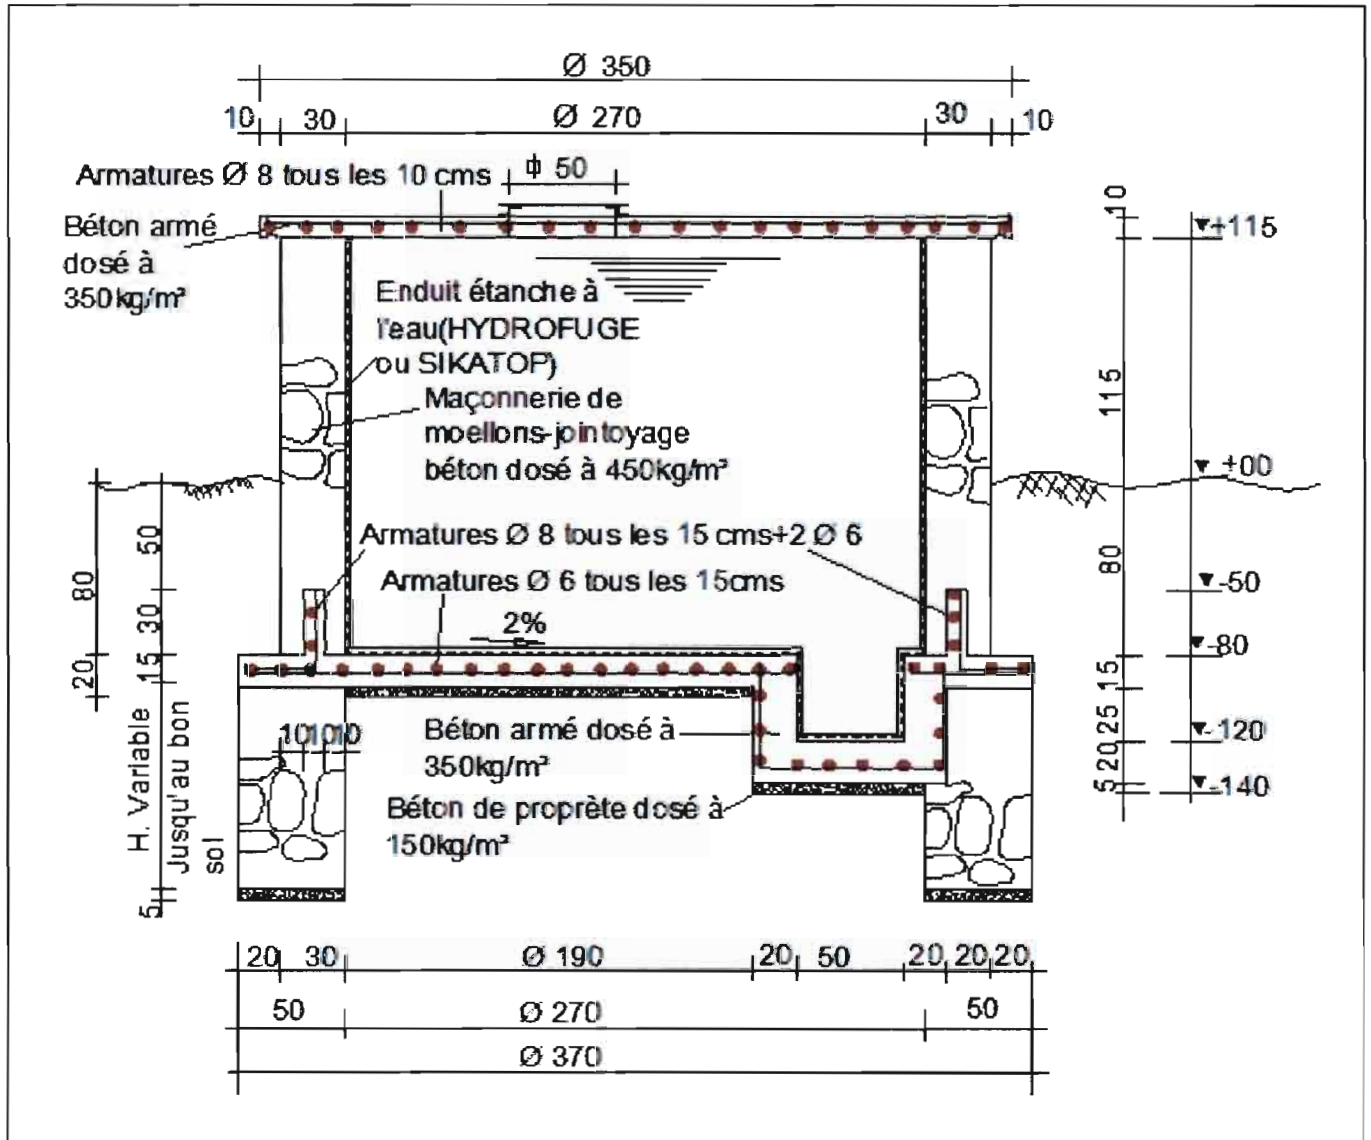 Ø 350
10 30 Ø 270 30 10
Armatures Ø 8 tous les 10 cms
ф 50
Béton armé
dosé à
350kg/m³
10
+115
Enduit étanche à
l'eau(HYDROFUGE
ou SIKATOP)
Maçonnerie de
moellons-jointoyage
béton dosé à 450kg/m³
115
+00
Armatures Ø 8 tous les 15 cms+2 Ø 6
Armatures Ø 6 tous les 15cms
2%
50
80
30
15
20
80
-50
-80
15
25
-120
20
5
-140
H. Variable
Jusqu'au bon
sol
5
101010
Béton armé dosé à
350kg/m³
Béton de proprète dosé à
150kg/m³
20 30 Ø 190 20 50 20 20 20
50 Ø 270 50
Ø 370